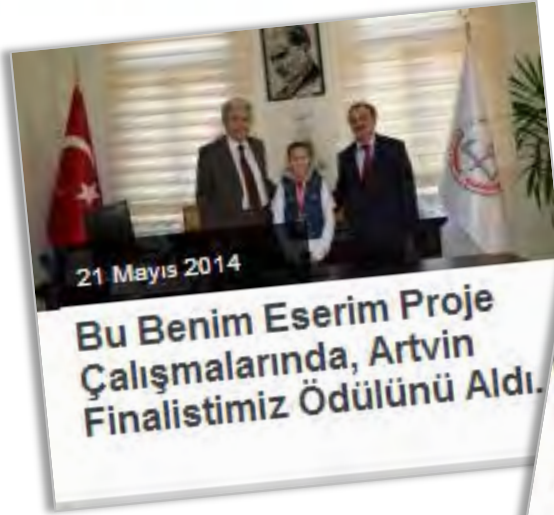 21 Mayıs 2014
Bu Benim Eserim Proje
Çalışmalarında, Artvin
Finalistimiz Ödülünü Aldı.